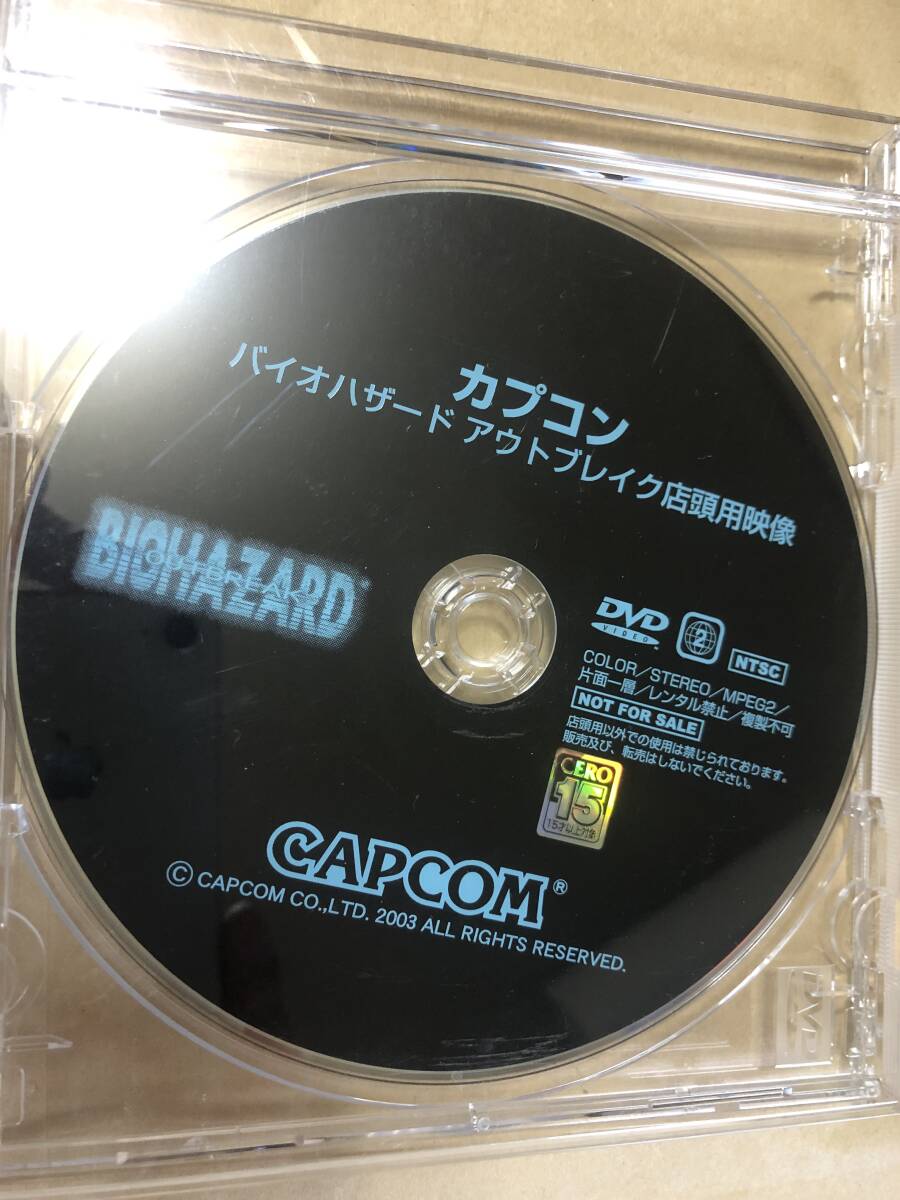 カプコン
バイオハザード アウトブレイク店頭用映像
BIOHAZARD®
OUTBREAK
DVD
VIDEO™
2
NTSC
COLOR/STEREO/MPEG2/
片面一層/レンタル禁止/複製不可
NOT FOR SALE
店頭用以外での使用は禁じられております。
販売及び、転売はしないでください。
CERO
15
15才以上対象
CAPCOM®
© CAPCOM CO.,LTD. 2003 ALL RIGHTS RESERVED.
DVD